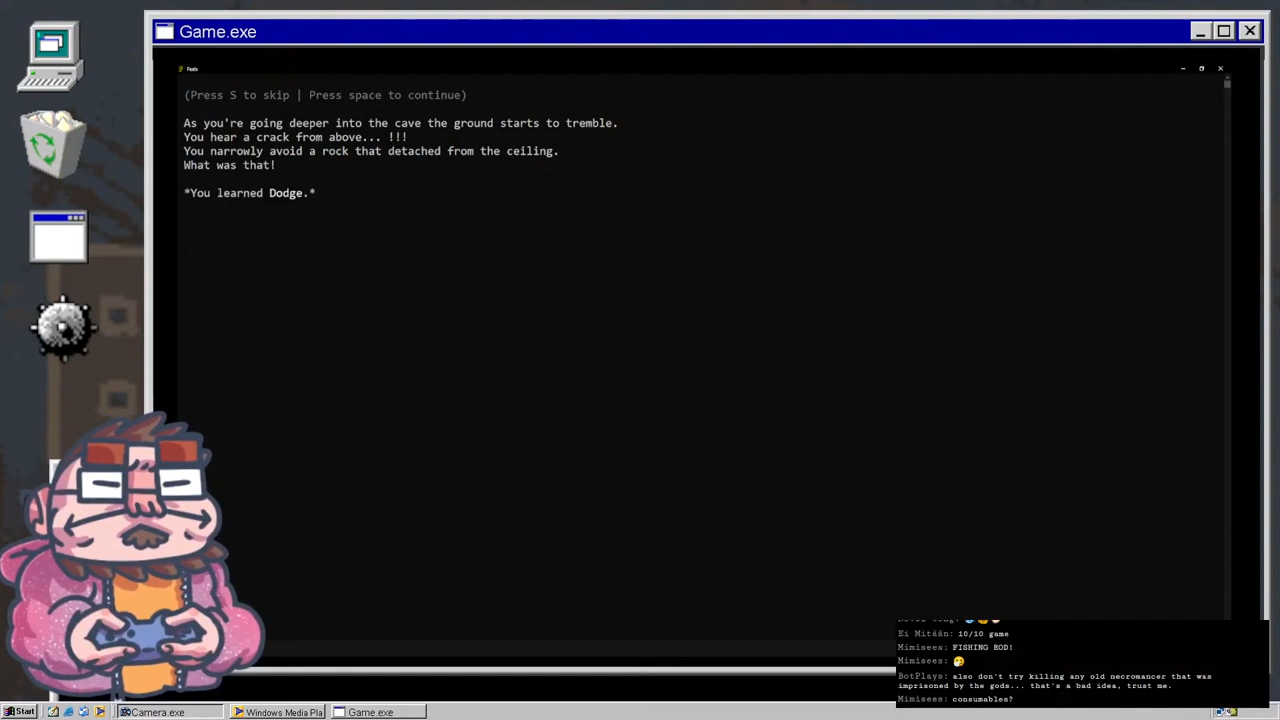 Game.exe
Feels
(Press S to skip | Press space to continue)
As you're going deeper into the cave the ground starts to tremble.
You hear a crack from above... !!!
You narrowly avoid a rock that detached from the ceiling.
What was that!
*You learned Dodge.*
Ei Mitään: 10/10 game
Mimisees: FISHING ROD!
Mimisees:
BotPlays: also don't try killing any old necromancer that was
imprisoned by the gods... that's a bad idea, trust me.
Mimisees: consumables?
Start
Camera.exe
Windows Media Pla
Game.exe